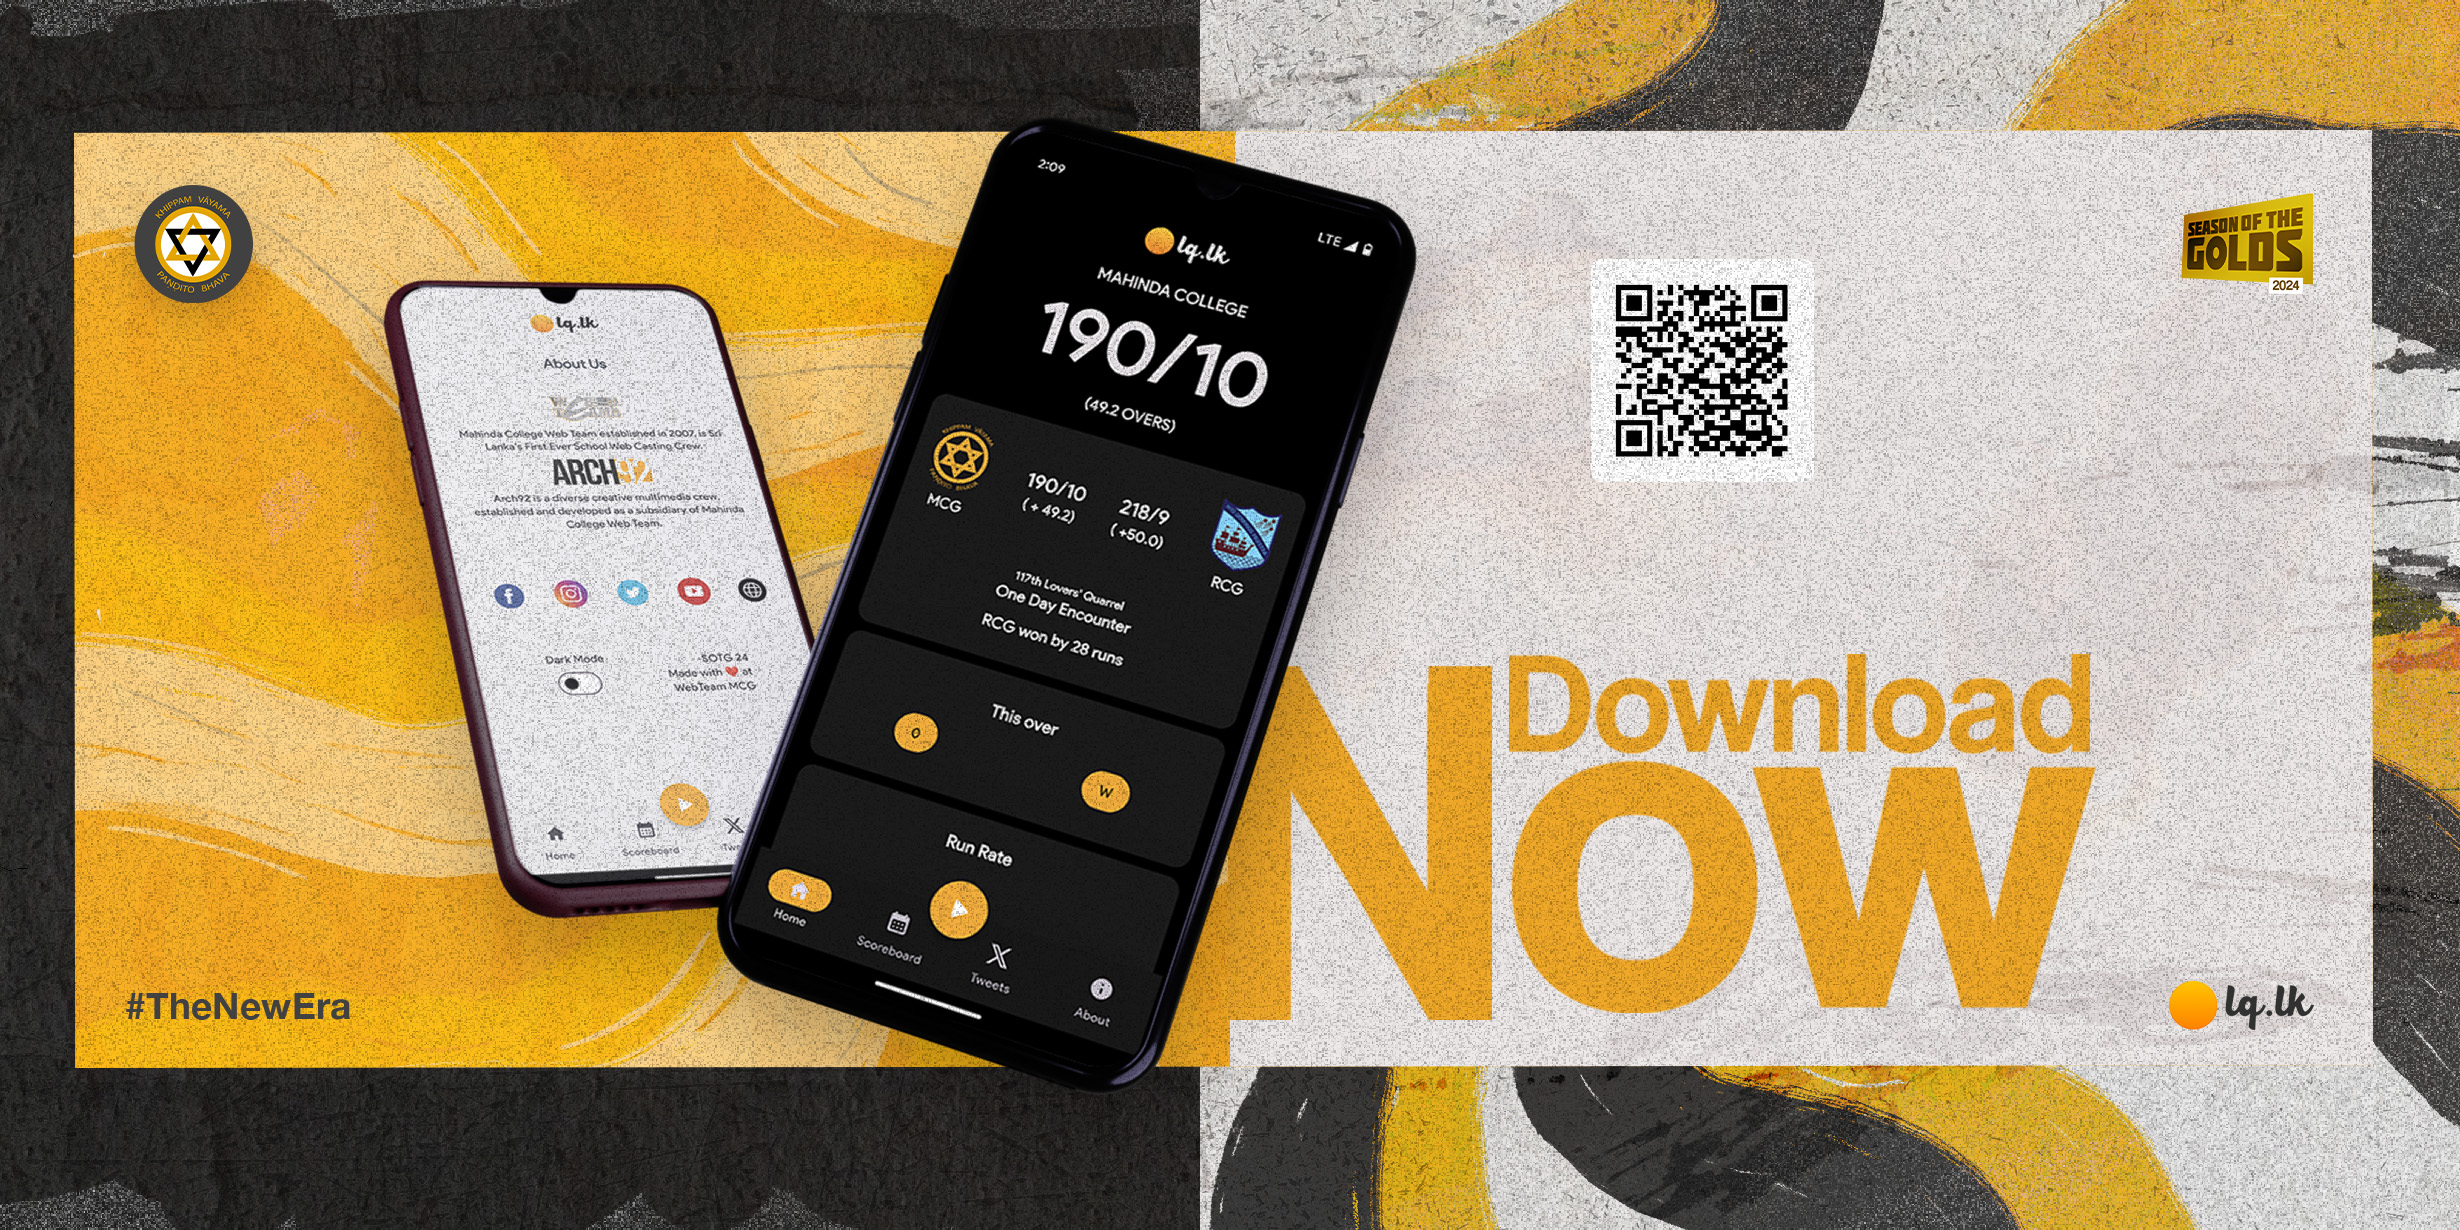 KHIPPAM VÁYAMA
PANDITO BHAVA
#TheNewEra
lq.lk
About Us
Mahinda College Web Team established in 2007, is Sri
Lanka's First Ever School Web Casting Crew.
ARCH92
Arch92 is a diverse creative multimedia crew,
established and developed as a subsidiary of Mahinda
College Web Team.
Dark Mode
-SOTG 24
Made with ❤️ at
WebTeam MCG
Home
Scoreboard
2:09
LTE
lq.lk
MAHINDA COLLEGE
190/10
(49.2 OVERS)
KHIPPAM VÁYAMA
PANDITO BHAVA
MCG
190/10
(+ 49.2)
218/9
(+50.0)
RCG
117th Lovers' Quarrel
One Day Encounter
RCG won by 28 runs
This over
0
W
Run Rate
Home
Scoreboard
Tweets
About
SEASON OF THE
GOLDS
2024
Download
Now
lq.lk